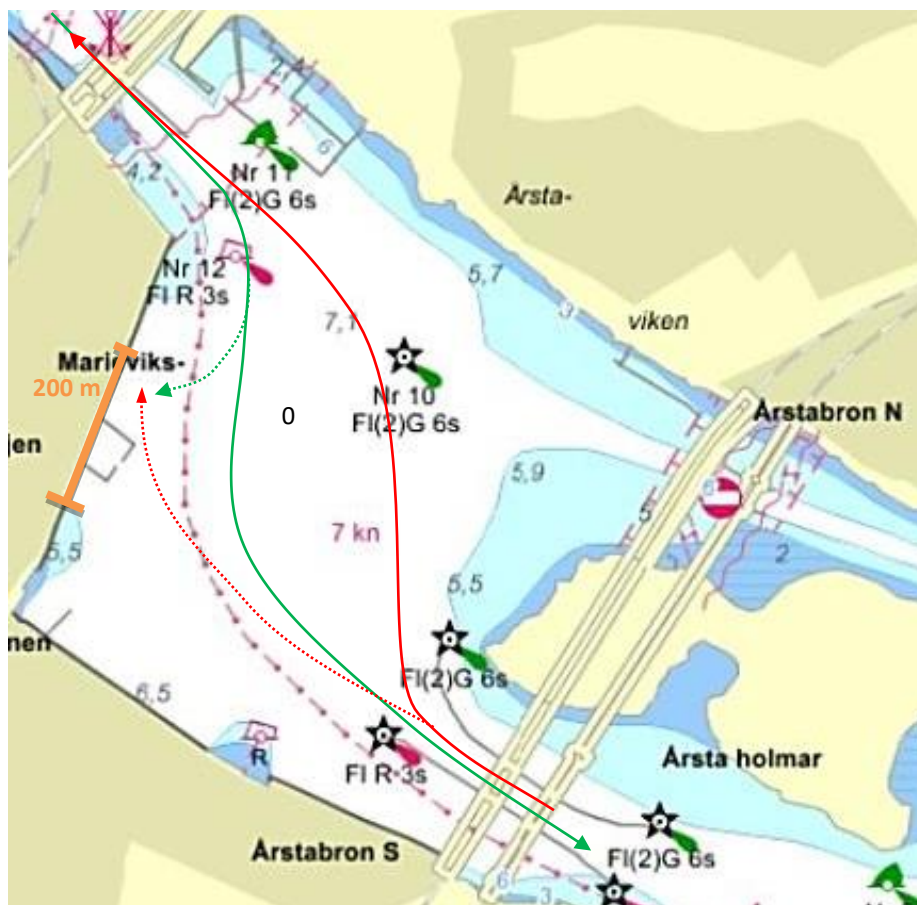 2,4
6
Nr 11
Fl(2)G 6s
4,2
Årsta-
Nr 12
Fl R 3s
5,7
3
7,1
viken
Marieviks-
200 m
Nr 10
Fl(2)G 6s
0
Årstabron N
jen
5,9
6
5
7 kn
2
5,5
5,5
nen
Fl(2)G 6s
6,5
R
Fl R 3s
Årsta holmar
Årstabron S
Fl(2)G 6s
6
3